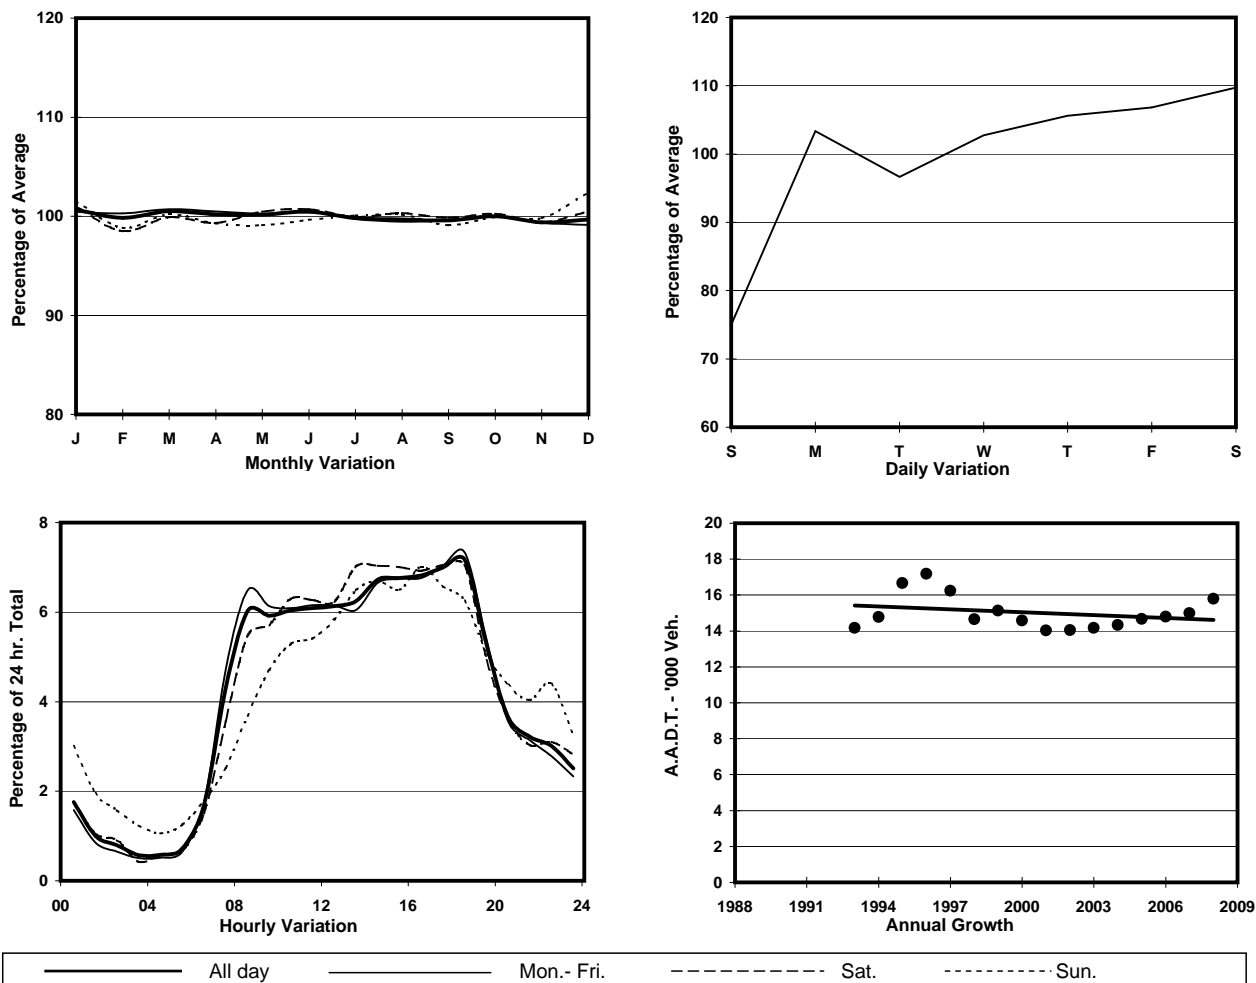 120
110
100
90
80
Percentage of Average
J F M A M J J A S O N D
Monthly Variation
120
110
100
90
80
70
60
Percentage of Average
S M T W T F S
Daily Variation
8
6
4
2
0
Percentage of 24 hr. Total
00 04 08 12 16 20 24
Hourly Variation
20
18
16
14
12
10
8
6
4
2
0
A.A.D.T. - '000 Veh.
1988 1991 1994 1997 2000 2003 2006 2009
Annual Growth
All day Mon.- Fri. Sat. Sun.